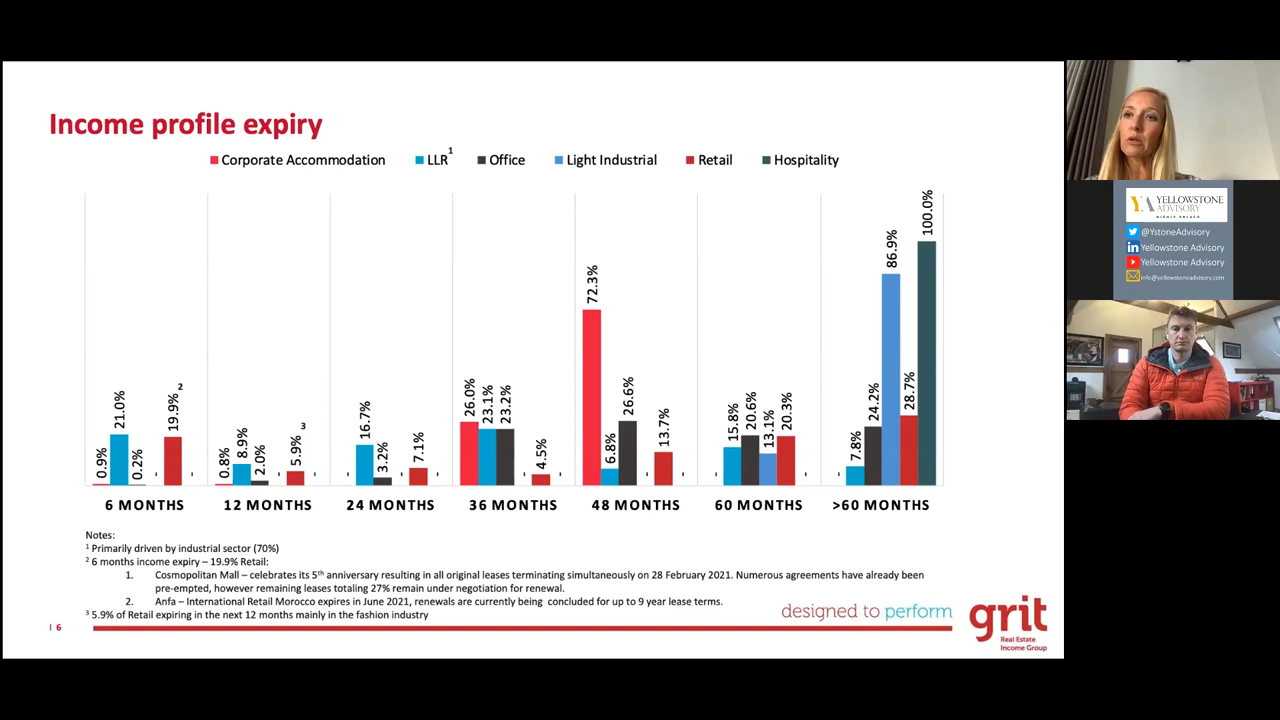 Income profile expiry
Corporate Accommodation LLR¹ Office Light Industrial Retail Hospitality
0.9% 21.0% 0.2% 19.9% ²
0.8% 8.9% 2.0% 5.9% ³
16.7% 3.2% 7.1%
26.0% 23.1% 23.2% 4.5%
72.3% 6.8% 26.6% 13.7%
15.8% 20.6% 13.1% 20.3%
7.8% 24.2% 86.9% 28.7% 100.0%
6 MONTHS 12 MONTHS 24 MONTHS 36 MONTHS 48 MONTHS 60 MONTHS >60 MONTHS
Notes:
¹ Primarily driven by industrial sector (70%)
² 6 months income expiry – 19.9% Retail:
1. Cosmopolitan Mall – celebrates its 5th anniversary resulting in all original leases terminating simultaneously on 28 February 2021. Numerous agreements have already been
pre-empted, however remaining leases totaling 27% remain under negotiation for renewal.
2. Anfa – International Retail Morocco expires in June 2021, renewals are currently being concluded for up to 9 year lease terms.
³ 5.9% of Retail expiring in the next 12 months mainly in the fashion industry
| 6
designed to perform
grit
Real Estate
Income Group
YA YELLOWSTONE
ADVISORY
HIGHLY VALUED
@YstoneAdvisory
in Yellowstone Advisory
Yellowstone Advisory
info@yellowstoneadvisory.com